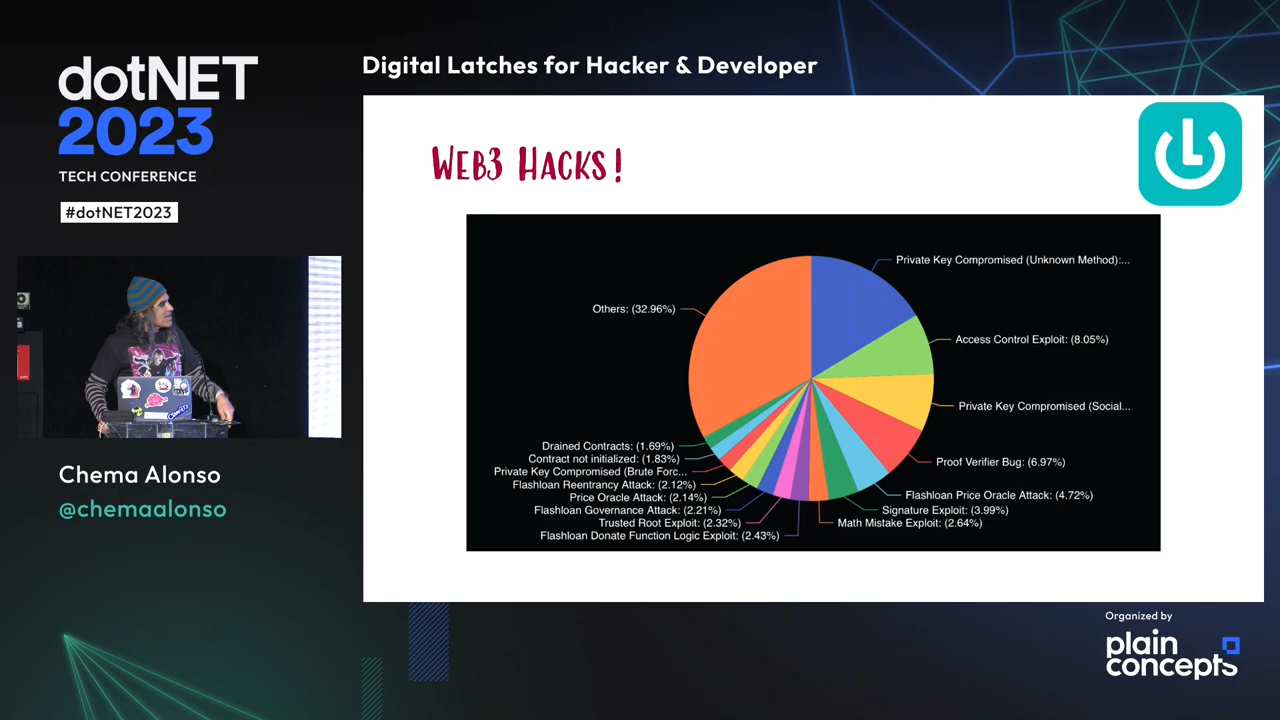 dotNET
2023
TECH CONFERENCE
#dotNET2023
Chema Alonso
@chemaalonso
Digital Latches for Hacker & Developer
Web3 Hacks!
Private Key Compromised (Unknown Method):...
Others: (32.96%)
Access Control Exploit: (8.05%)
Private Key Compromised (Social...
Drained Contracts: (1.69%)
Contract not initialized: (1.83%)
Private Key Compromised (Brute Forc...
Flashloan Reentrancy Attack: (2.12%)
Price Oracle Attack: (2.14%)
Flashloan Governance Attack: (2.21%)
Trusted Root Exploit: (2.32%)
Flashloan Donate Function Logic Exploit: (2.43%)
Proof Verifier Bug: (6.97%)
Flashloan Price Oracle Attack: (4.72%)
Signature Exploit: (3.99%)
Math Mistake Exploit: (2.64%)
Organized by
plain
concepts